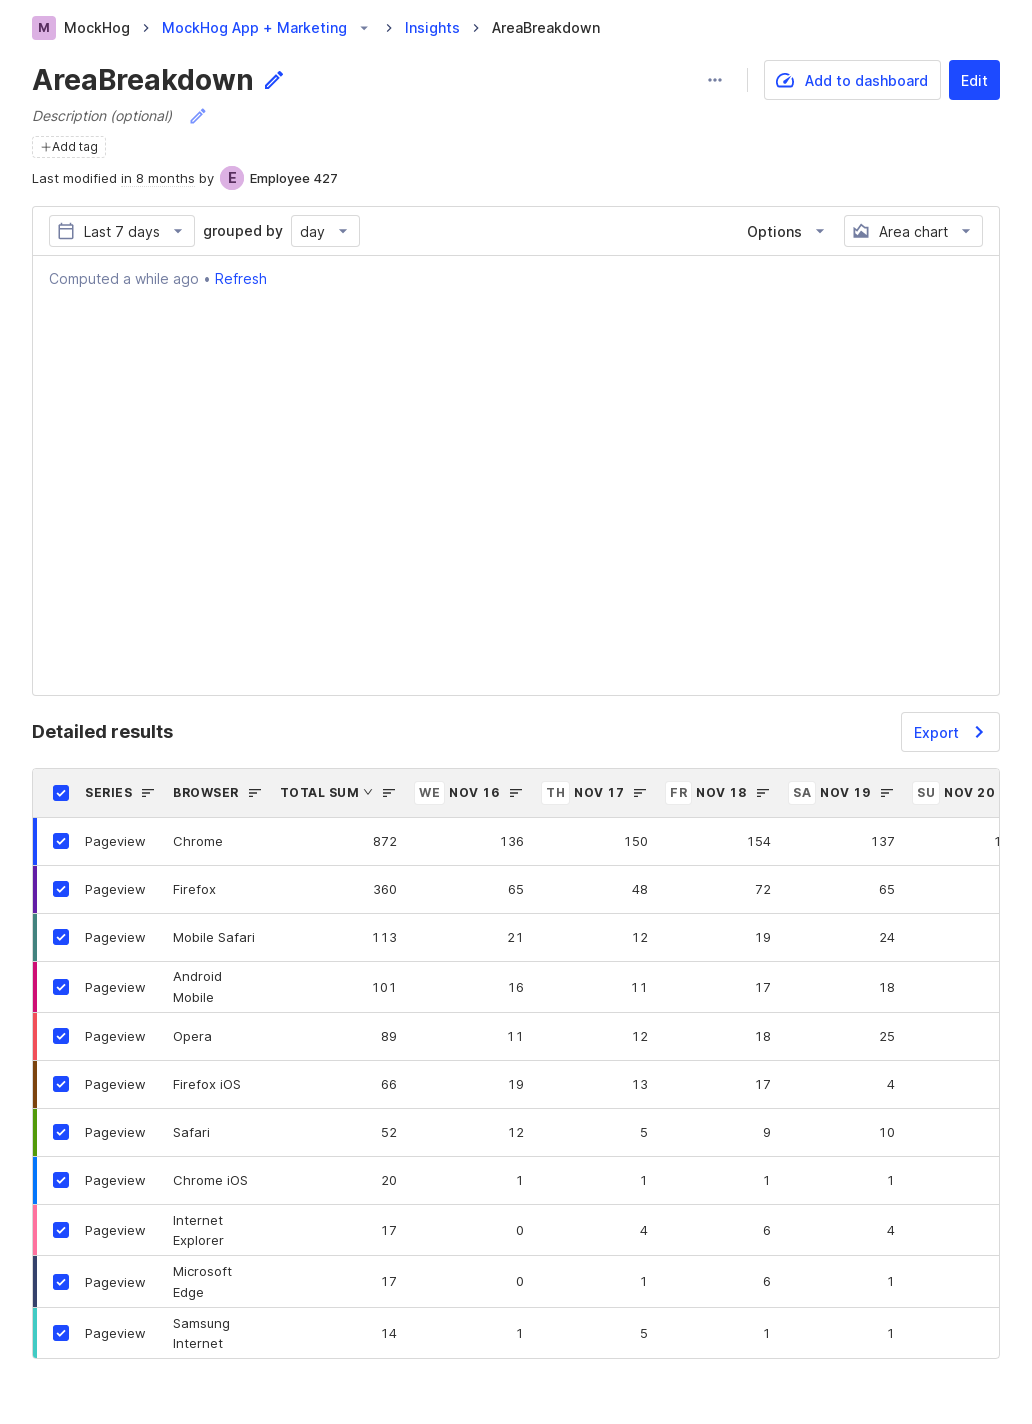 M MockHog MockHog App + Marketing Insights AreaBreakdown
AreaBreakdown
Add to dashboard
Edit
Description (optional)
+Add tag
Last modified in 8 months by E Employee 427
Last 7 days grouped by day Options Area chart
Computed a while ago • Refresh
Detailed results
Export
SERIES BROWSER TOTAL SUM WE NOV 16 TH NOV 17 FR NOV 18 SA NOV 19 SU NOV 20
Pageview Chrome 872 136 150 154 137 1
Pageview Firefox 360 65 48 72 65
Pageview Mobile Safari 113 21 12 19 24
Pageview Android Mobile 101 16 11 17 18
Pageview Opera 89 11 12 18 25
Pageview Firefox iOS 66 19 13 17 4
Pageview Safari 52 12 5 9 10
Pageview Chrome iOS 20 1 1 1 1
Pageview Internet Explorer 17 0 4 6 4
Pageview Microsoft Edge 17 0 1 6 1
Pageview Samsung Internet 14 1 5 1 1